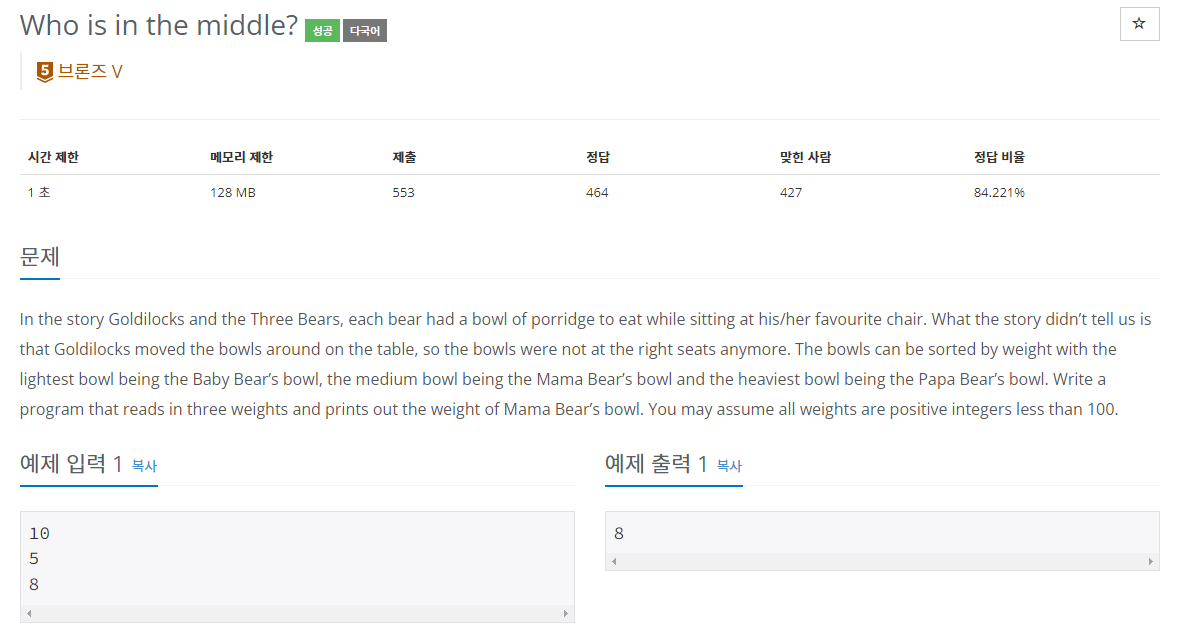 Who is in the middle? 성공 다국어
☆
5 브론즈 V
시간 제한 메모리 제한 제출 정답 맞힌 사람 정답 비율
1 초 128 MB 553 464 427 84.221%
문제
In the story Goldilocks and the Three Bears, each bear had a bowl of porridge to eat while sitting at his/her favourite chair. What the story didn’t tell us is
that Goldilocks moved the bowls around on the table, so the bowls were not at the right seats anymore. The bowls can be sorted by weight with the
lightest bowl being the Baby Bear’s bowl, the medium bowl being the Mama Bear’s bowl and the heaviest bowl being the Papa Bear’s bowl. Write a
program that reads in three weights and prints out the weight of Mama Bear’s bowl. You may assume all weights are positive integers less than 100.
예제 입력 1 복사
10
5
8
예제 출력 1 복사
8